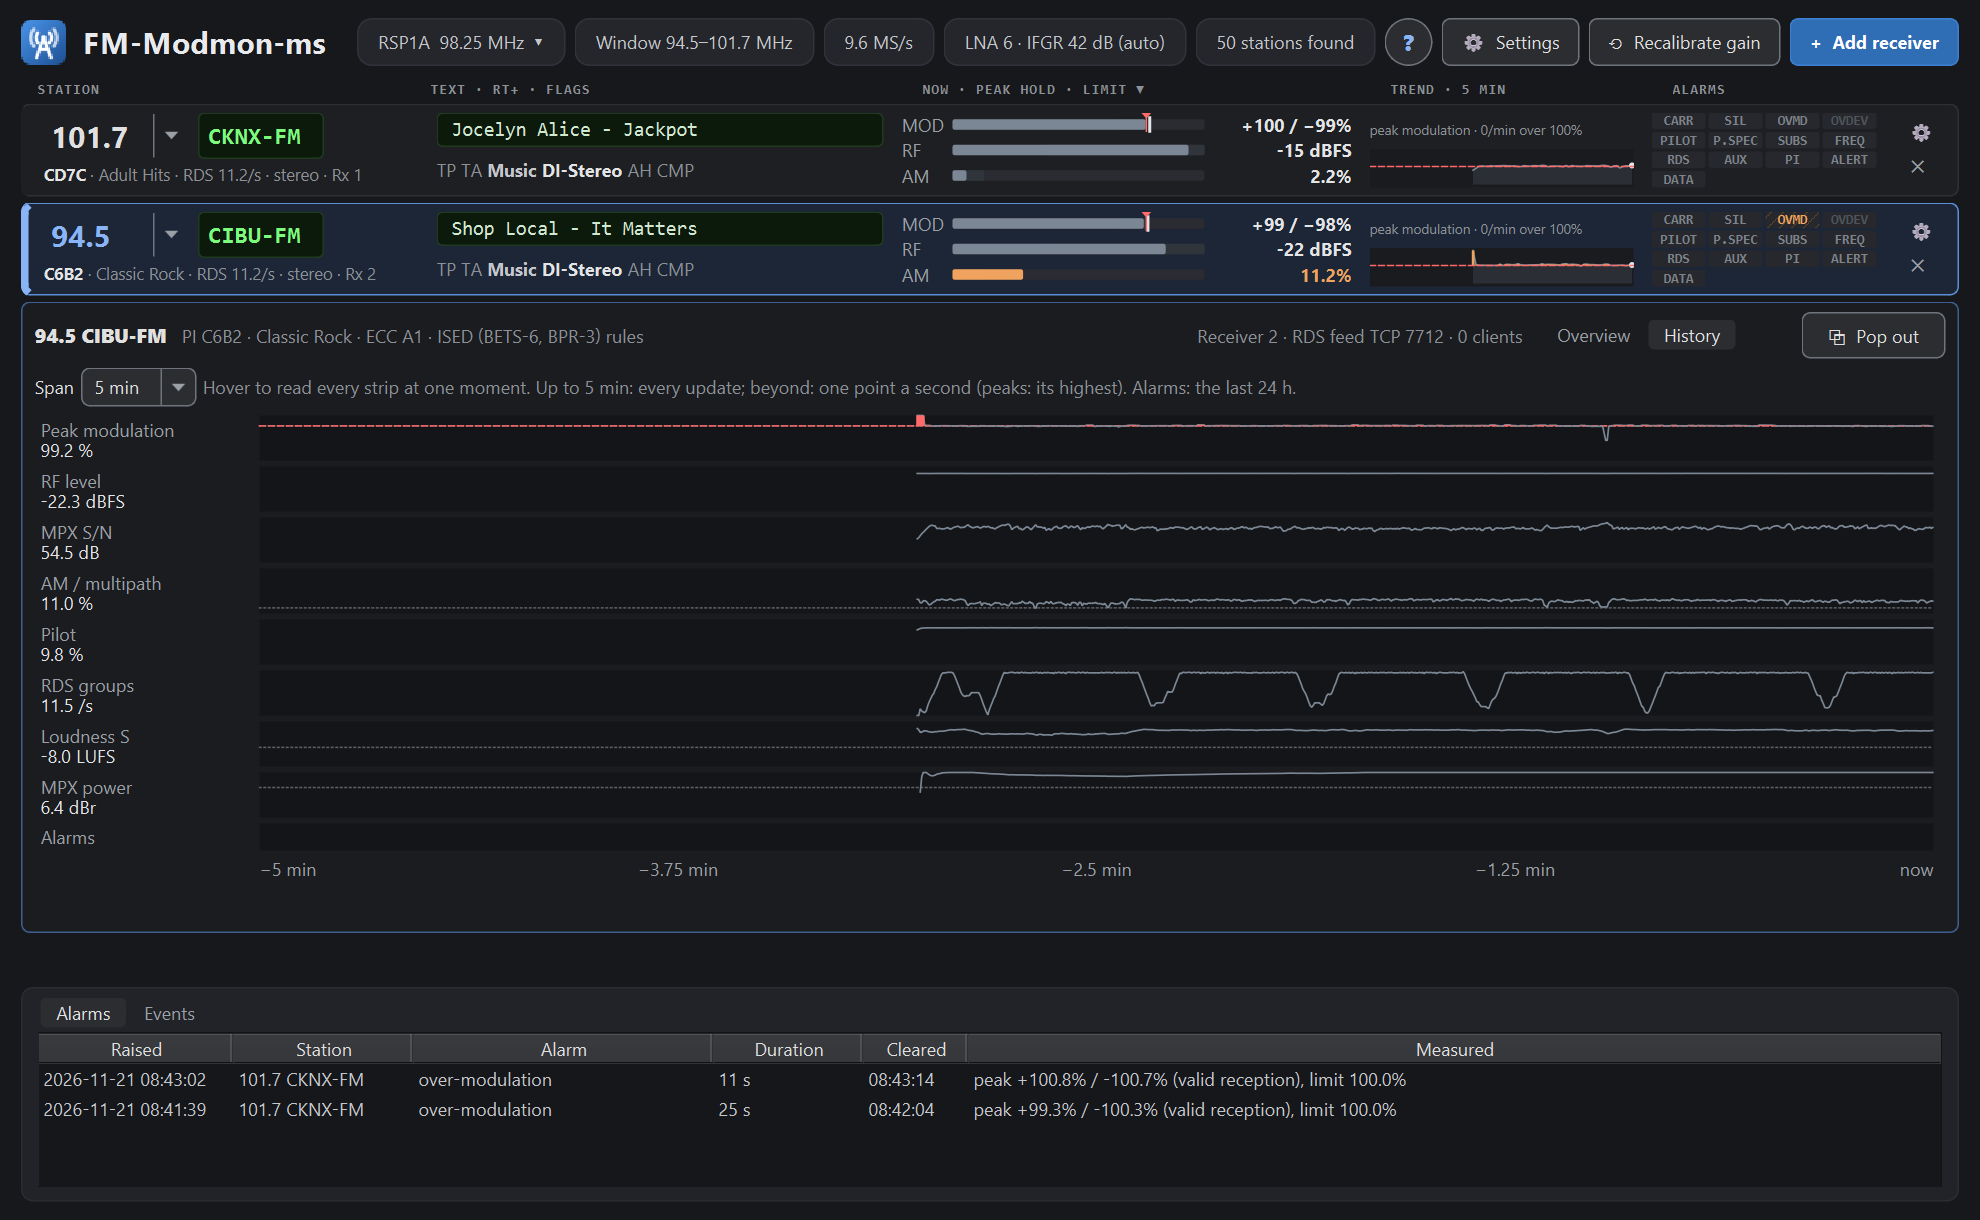 FM-Modmon-ms
RSP1A 98.25 MHz ▼
Window 94.5–101.7 MHz
9.6 MS/s
LNA 6 · IFGR 42 dB (auto)
50 stations found
?
Settings
Recalibrate gain
+ Add receiver
STATION
TEXT · RT+ · FLAGS
NOW · PEAK HOLD · LIMIT ▼
TREND · 5 MIN
ALARMS
101.7
CKNX-FM
CD7C · Adult Hits · RDS 11.2/s · stereo · Rx 1
Jocelyn Alice - Jackpot
TP TA Music DI-Stereo AH CMP
MOD +100 / −99%
RF -15 dBFS
AM 2.2%
peak modulation · 0/min over 100%
CARR SIL OVMD OVDEV
PILOT P.SPEC SUBS FREQ
RDS AUX PI ALERT
DATA
94.5
CIBU-FM
C6B2 · Classic Rock · RDS 11.2/s · stereo · Rx 2
Shop Local - It Matters
TP TA Music DI-Stereo AH CMP
MOD +99 / −98%
RF -22 dBFS
AM 11.2%
peak modulation · 0/min over 100%
CARR SIL OVMD OVDEV
PILOT P.SPEC SUBS FREQ
RDS AUX PI ALERT
DATA
94.5 CIBU-FM PI C6B2 · Classic Rock · ECC A1 · ISED (BETS-6, BPR-3) rules
Receiver 2 · RDS feed TCP 7712 · 0 clients
Overview
History
Pop out
Span 5 min Hover to read every strip at one moment. Up to 5 min: every update; beyond: one point a second (peaks: its highest). Alarms: the last 24 h.
Peak modulation
99.2 %
RF level
-22.3 dBFS
MPX S/N
54.5 dB
AM / multipath
11.0 %
Pilot
9.8 %
RDS groups
11.5 /s
Loudness S
-8.0 LUFS
MPX power
6.4 dBr
Alarms
−5 min −3.75 min −2.5 min −1.25 min now
Alarms Events
Raised Station Alarm Duration Cleared Measured
2026-11-21 08:43:02 101.7 CKNX-FM over-modulation 11 s 08:43:14 peak +100.8% / -100.7% (valid reception), limit 100.0%
2026-11-21 08:41:39 101.7 CKNX-FM over-modulation 25 s 08:42:04 peak +99.3% / -100.3% (valid reception), limit 100.0%